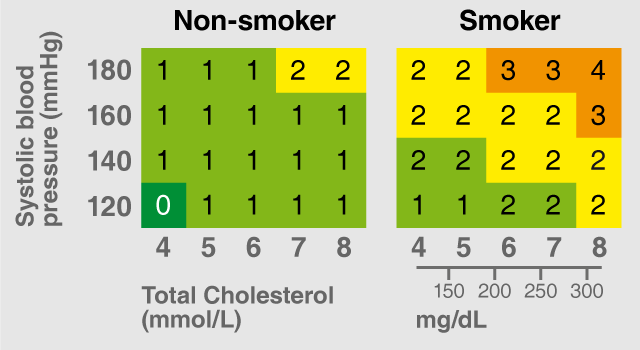 Non-smoker Smoker
Systolic blood
pressure (mmHg)
180 1 1 1 2 2 2 2 3 3 4
160 1 1 1 1 1 2 2 2 2 3
140 1 1 1 1 1 2 2 2 2 2
120 0 1 1 1 1 1 1 2 2 2
4 5 6 7 8 4 5 6 7 8
150 200 250 300
Total Cholesterol
(mmol/L) mg/dL